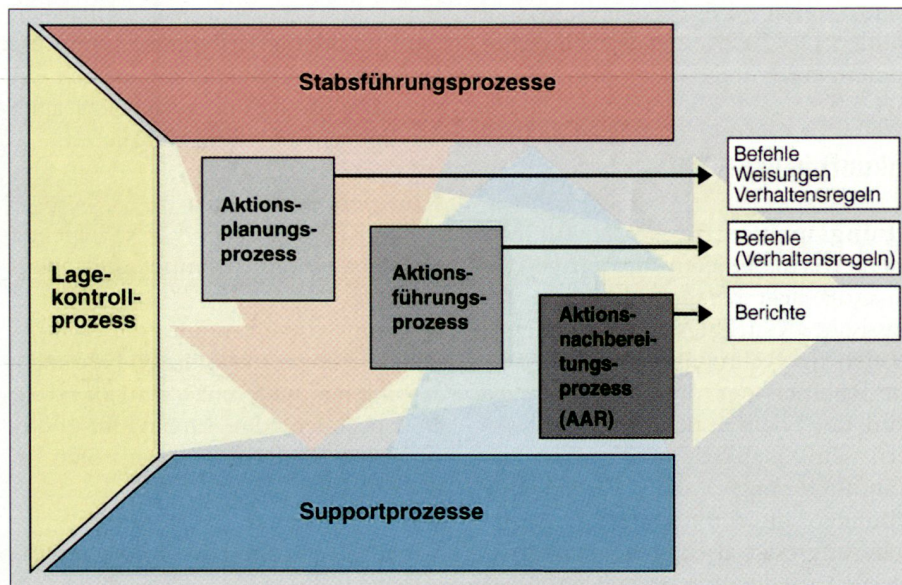 Stabsführungsprozesse
Lage-
kontroll-
prozess
Aktions-
planungs-
prozess
Aktions-
führungs-
prozess
Aktions-
nachberei-
tungs-
prozess
(AAR)
Befehle
Weisungen
Verhaltensregeln
Befehle
(Verhaltensregeln)
Berichte
Supportprozesse